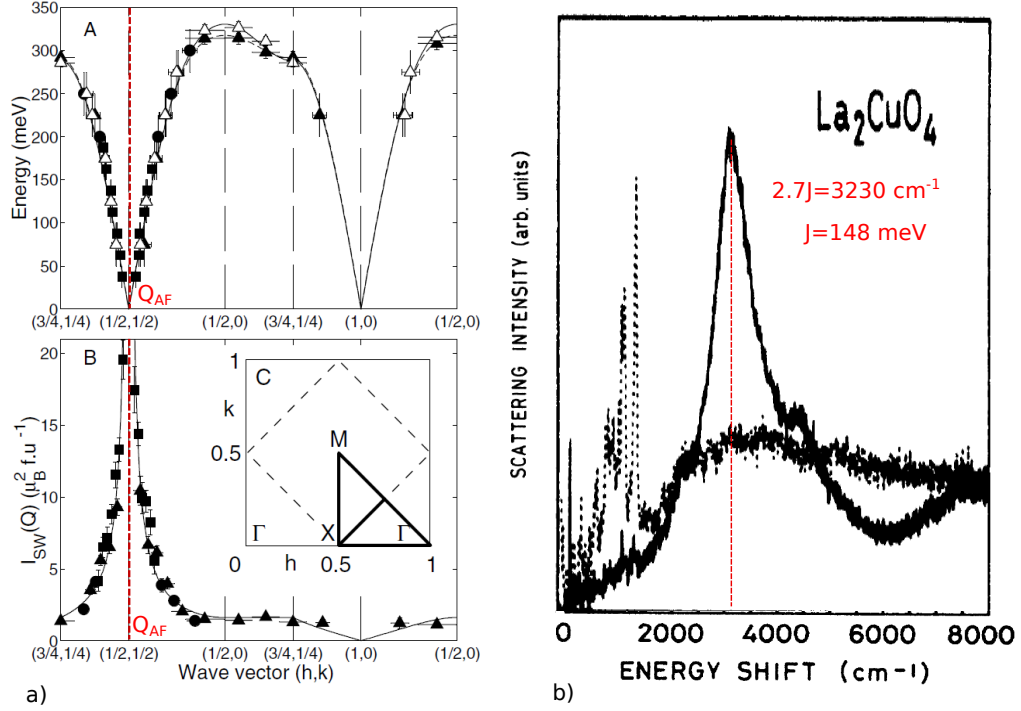 A
Energy (meV)
350
300
250
200
150
100
50
0
Q_AF
(3/4,1/4) (1/2,1/2) (1/2,0) (3/4,1/4) (1,0) (1/2,0)
B
I_SW(Q) (μ_B^2 f.u^-1)
20
15
10
5
0
C
1
k
0.5
M
Γ X Γ
0 h 0.5 1
Q_AF
(3/4,1/4) (1/2,1/2) (1/2,0) (3/4,1/4) (1,0) (1/2,0)
Wave vector (h,k)
a)
La2CuO4
2.7J=3230 cm^-1
J=148 meV
SCATTERING INTENSITY (arb. units)
0 2000 4000 6000 8000
ENERGY SHIFT (cm-1)
b)